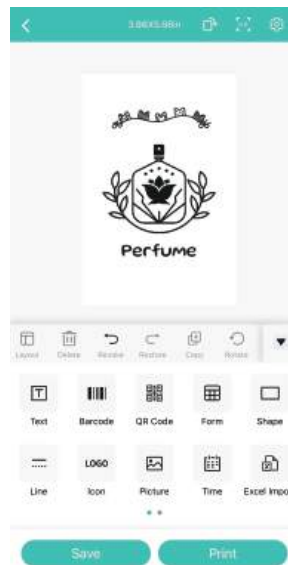 Perfume
Layout Delete Revoke Restore Copy Rotate
Text Barcode QR Code Form Shape
LOGO
Line Icon Picture Time Excel Impo
Save Print